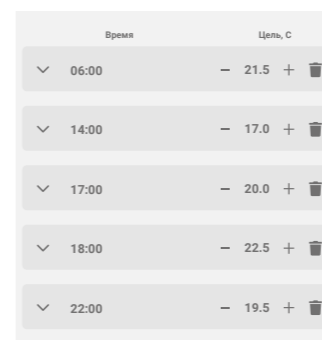 Время Цель, С
06:00 − 21.5 +
14:00 − 17.0 +
17:00 − 20.0 +
18:00 − 22.5 +
22:00 − 19.5 +